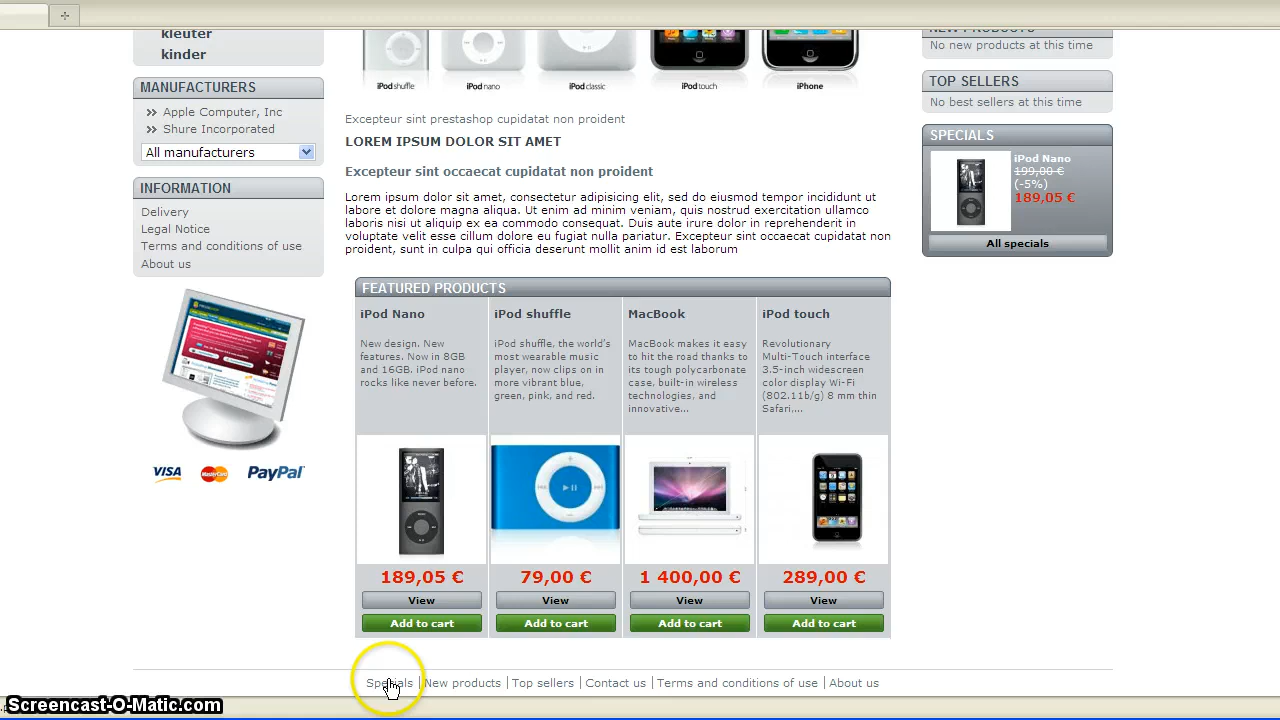 kleuter
kinder
MANUFACTURERS
Apple Computer, Inc
Shure Incorporated
All manufacturers
INFORMATION
Delivery
Legal Notice
Terms and conditions of use
About us
VISA
MasterCard
PayPal
iPod shuffle
iPod nano
iPod classic
iPod touch
iPhone
Excepteur sint prestashop cupidatat non proident
LOREM IPSUM DOLOR SIT AMET
Excepteur sint occaecat cupidatat non proident
Lorem ipsum dolor sit amet, consectetur adipisicing elit, sed do eiusmod tempor incididunt ut
labore et dolore magna aliqua. Ut enim ad minim veniam, quis nostrud exercitation ullamco
laboris nisi ut aliquip ex ea commodo consequat. Duis aute irure dolor in reprehenderit in
voluptate velit esse cillum dolore eu fugiat nulla pariatur. Excepteur sint occaecat cupidatat non
proident, sunt in culpa qui officia deserunt mollit anim id est laborum
FEATURED PRODUCTS
iPod Nano
New design. New
features. Now in 8GB
and 16GB. iPod nano
rocks like never before.
189,05 €
View
Add to cart
iPod shuffle
iPod shuffle, the world's
most wearable music
player, now clips on in
more vibrant blue,
green, pink, and red.
79,00 €
View
Add to cart
MacBook
MacBook makes it easy
to hit the road thanks to
its tough polycarbonate
case, built-in wireless
technologies, and
innovative...
1 400,00 €
View
Add to cart
iPod touch
Revolutionary
Multi-Touch interface
3.5-inch widescreen
color display Wi-Fi
(802.11b/g) 8 mm thin
Safari,...
289,00 €
View
Add to cart
NEW PRODUCTS
No new products at this time
TOP SELLERS
No best sellers at this time
SPECIALS
iPod Nano
199,00 €
(-5%)
189,05 €
All specials
Specials | New products | Top sellers | Contact us | Terms and conditions of use | About us
Screencast-O-Matic.com